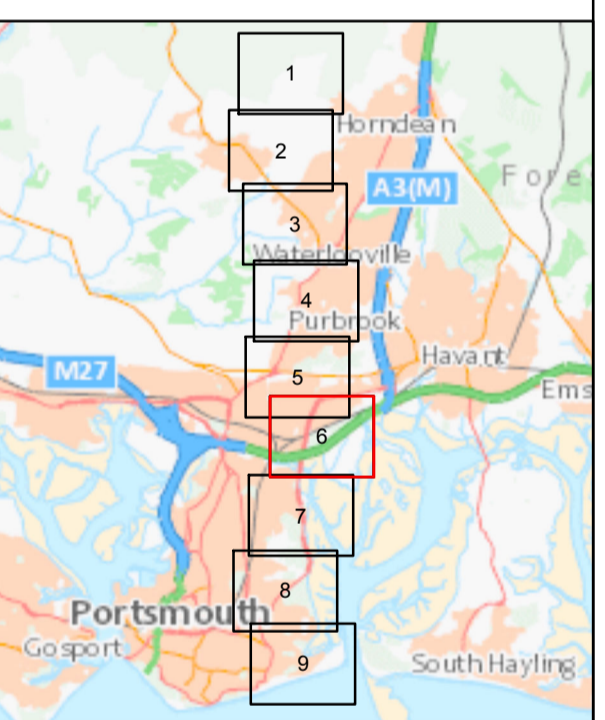 1
Horndean
2
Fore
A3(M)
3
Waterlooville
4
Purbrook
Havant
M27
5
Ems
6
7
8
Portsmouth
Gosport
9
South Hayling